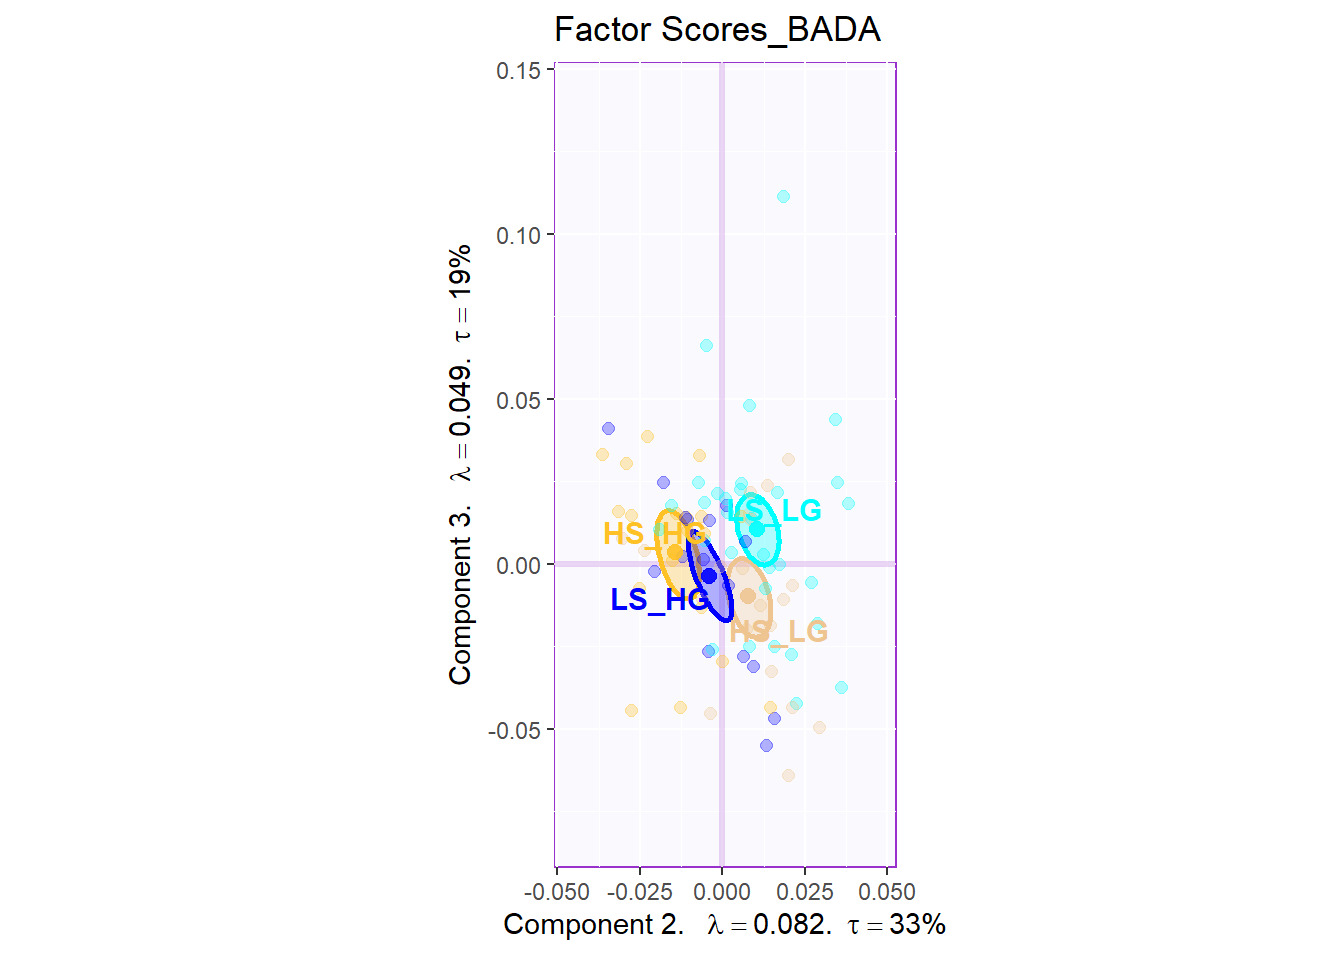 Factor Scores_BADA
0.15
0.10
0.05
0.00
-0.05
Component 3.   λ = 0.049.  τ = 19%
LS_LG
HS_HG
LS_HG
HS_LG
-0.050 -0.025 0.000 0.025 0.050
Component 2.   λ = 0.082.  τ = 33%